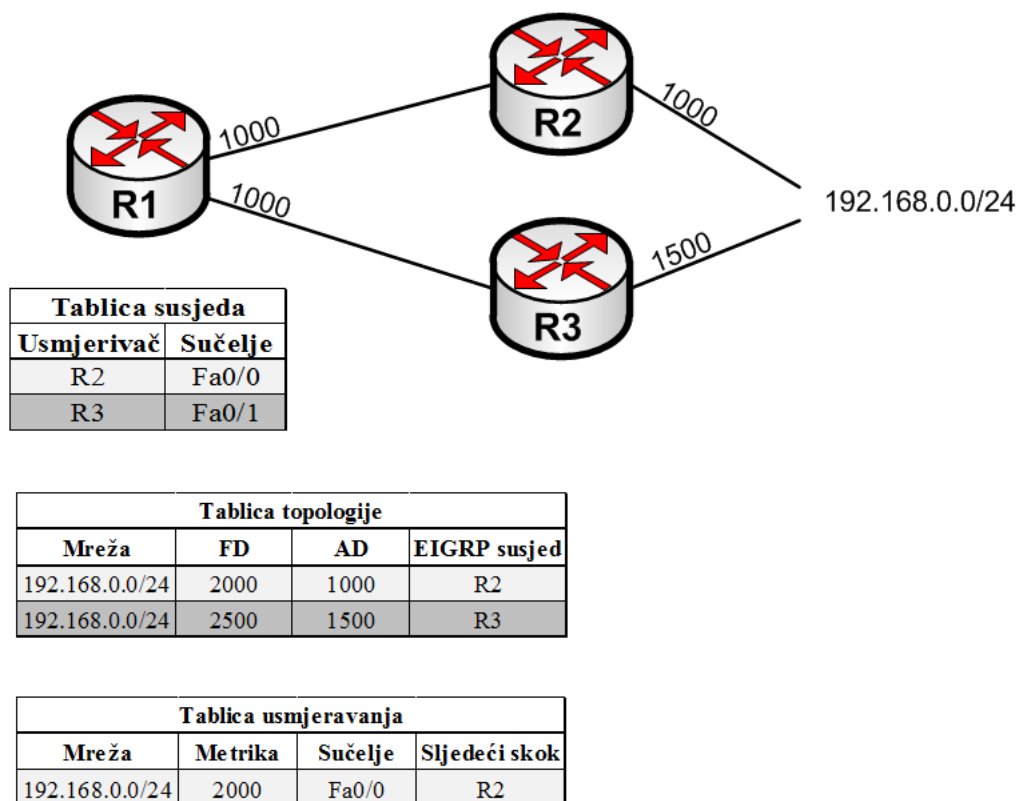 R2
1000
1000
R1
192.168.0.0/24
1000
1500
R3
Tablica susjeda
Usmjerivač Sučelje
R2 Fa0/0
R3 Fa0/1
Tablica topologije
Mreža FD AD EIGRP susjed
192.168.0.0/24 2000 1000 R2
192.168.0.0/24 2500 1500 R3
Tablica usmjeravanja
Mreža Metrika Sučelje Sljedeći skok
192.168.0.0/24 2000 Fa0/0 R2